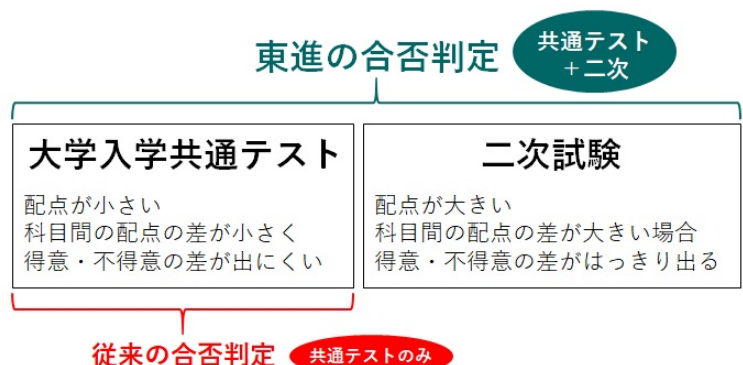 東進の合否判定
共通テスト
+二次
大学入学共通テスト
配点が小さい
科目間の配点の差が小さく
得意・不得意の差が出にくい
二次試験
配点が大きい
科目間の配点の差が大きい場合
得意・不得意の差がはっきり出る
従来の合否判定
共通テストのみ